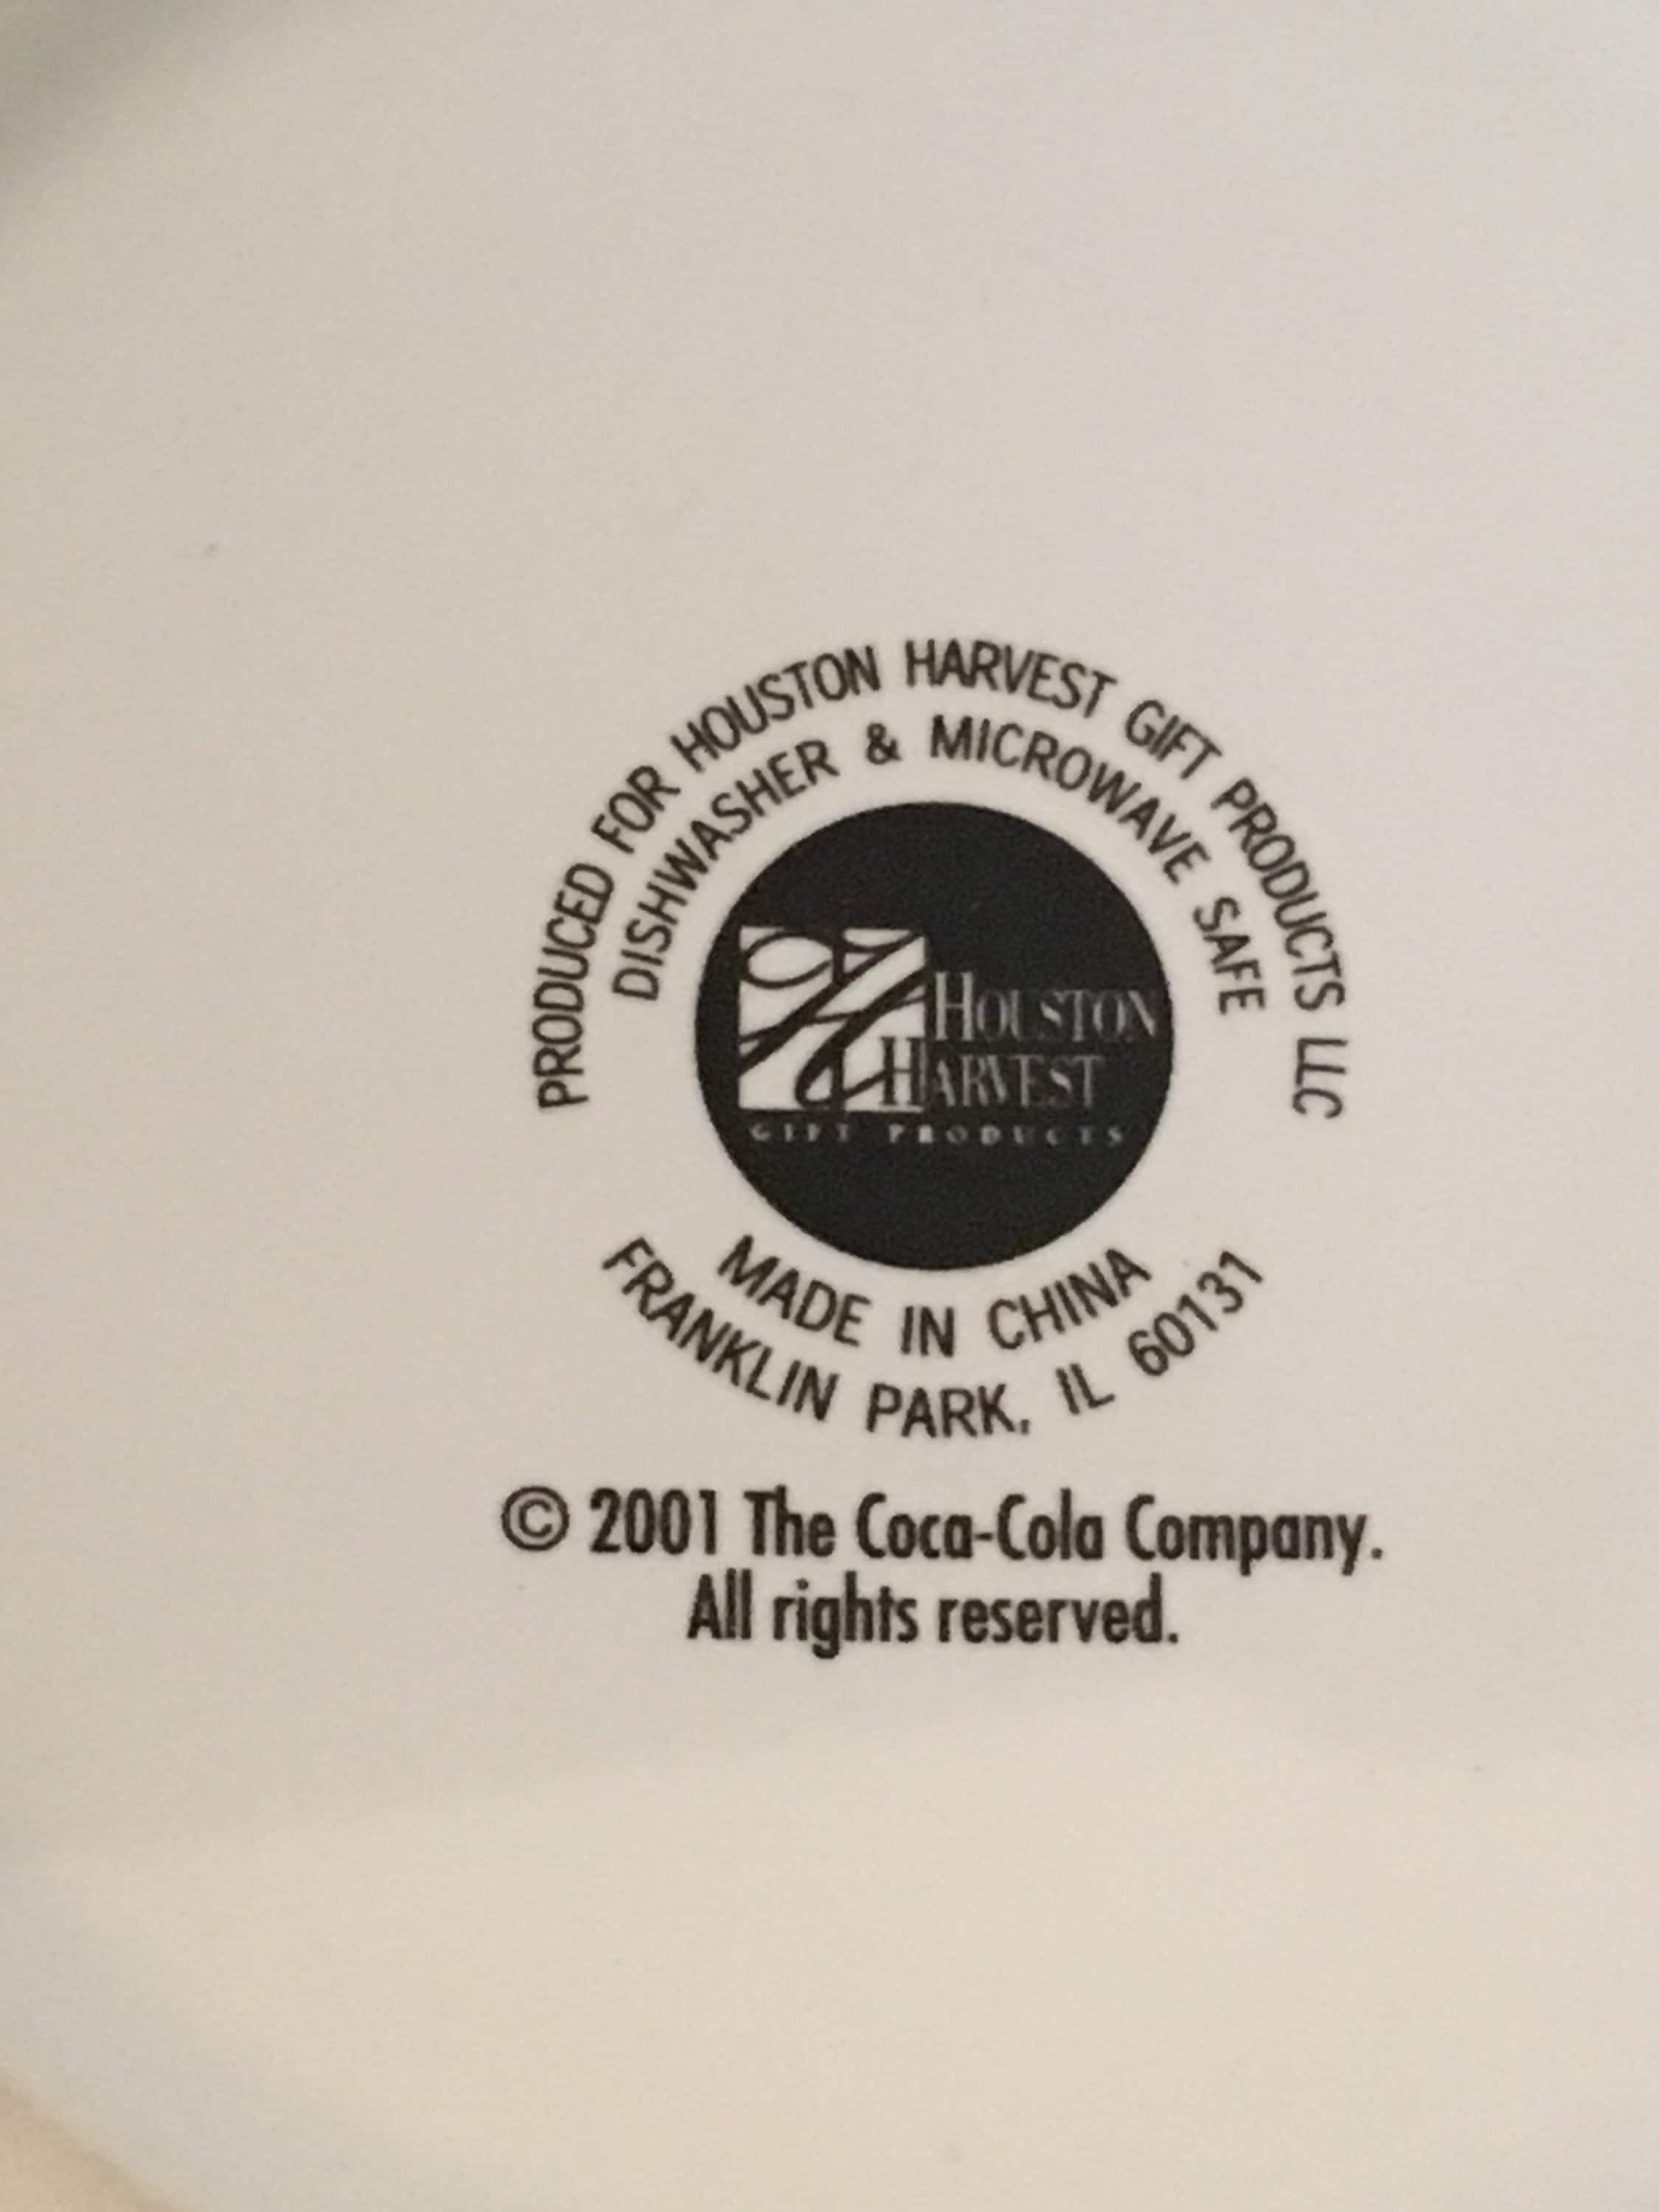 PRODUCED FOR HOUSTON HARVEST GIFT PRODUCTS LLC
DISHWASHER & MICROWAVE SAFE
HOUSTON
HARVEST
GIFT PRODUCTS
MADE IN CHINA
FRANKLIN PARK, IL 60131
© 2001 The Coca-Cola Company.
All rights reserved.